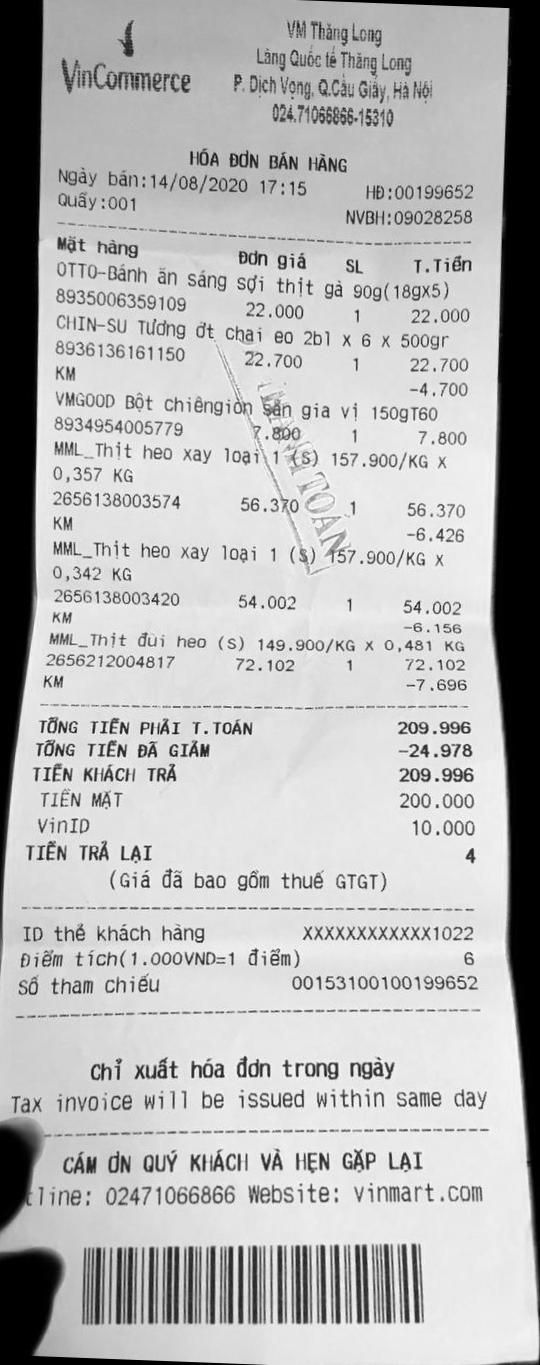 VinCommerce
VM Thăng Long
Làng Quốc tế Thăng Long
P. Dịch Vọng, Q.Cầu Giấy, Hà Nội
024.71066866-15310
HÓA ĐƠN BÁN HÀNG
Ngày bán:14/08/2020 17:15 HĐ:00199652
Quầy:001 NVBH:09028258
Mặt hàng Đơn giá SL T.Tiền
OTTO-Bánh ăn sáng sợi thịt gà 90g(18gX5)
8935006359109 22.000 1 22.000
CHIN-SU Tương ớt chai eo 2bl X 6 X 500gr
8936136161150 22.700 1 22.700
KM -4.700
VMGOOD Bột Chiêngiòn Sẵn gia vị 150gT60
8934954005779 7.800 1 7.800
MML_Thịt heo xay loại 1 (S) 157.900/KG X
0,357 KG
2656138003574 56.370 1 56.370
KM -6.426
MML_Thịt heo xay loại 1 (S) 157.900/KG X
0,342 KG
2656138003420 54.002 1 54.002
KM -6.156
MML_Thịt đùi heo (S) 149.900/KG X 0,481 KG
2656212004817 72.102 1 72.102
KM -7.696
THANH TOÁN
TỔNG TIỀN PHẢI T.TOÁN 209.996
TỔNG TIỀN ĐÃ GIẢM -24.978
TIỀN KHÁCH TRẢ 209.996
TIỀN MẶT 200.000
VinID 10.000
TIỀN TRẢ LẠI 4
(Giá đã bao gồm thuế GTGT)
ID thẻ khách hàng XXXXXXXXXXXX1022
Điểm tích(1.000VND=1 điểm) 6
Số tham chiếu 00153100100199652
Chỉ xuất hóa đơn trong ngày
Tax invoice will be issued within same day
CÁM ƠN QUÝ KHÁCH VÀ HẸN GẶP LẠI
tline: 02471066866 Website: vinmart.com